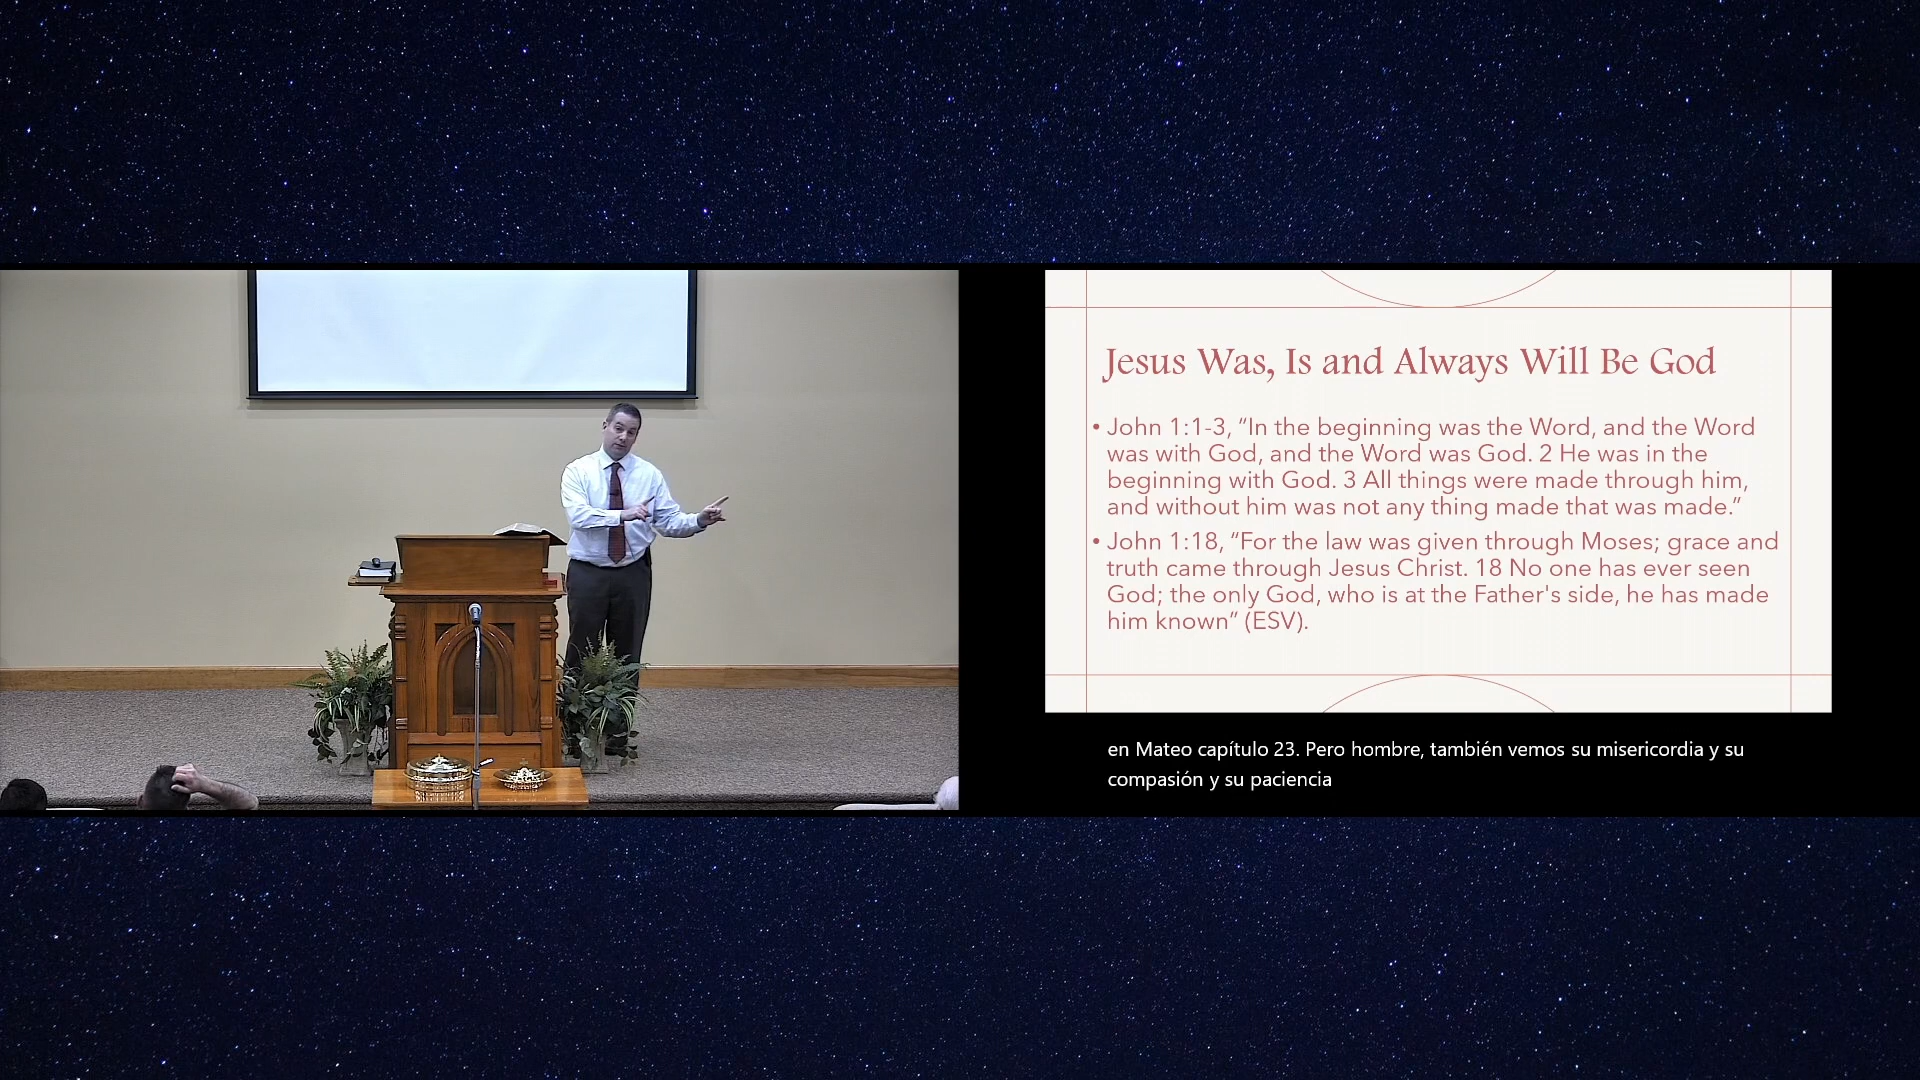 Jesus Was, Is and Always Will Be God
• John 1:1-3, “In the beginning was the Word, and the Word
was with God, and the Word was God. 2 He was in the
beginning with God. 3 All things were made through him,
and without him was not any thing made that was made.”
• John 1:18, “For the law was given through Moses; grace and
truth came through Jesus Christ. 18 No one has ever seen
God; the only God, who is at the Father's side, he has made
him known” (ESV).
en Mateo capítulo 23. Pero hombre, también vemos su misericordia y su
compasión y su paciencia